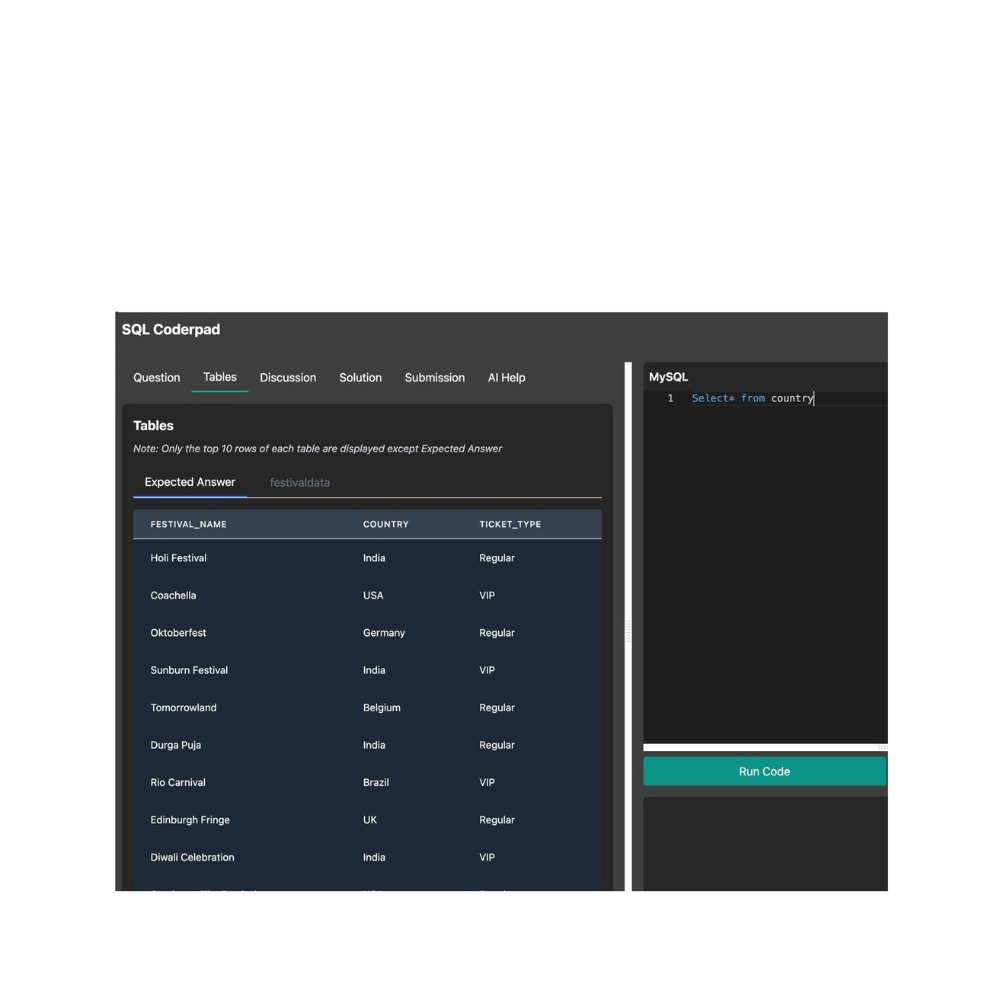 SQL Coderpad
Question Tables Discussion Solution Submission AI Help
Tables
Note: Only the top 10 rows of each table are displayed except Expected Answer
Expected Answer festivaldata
FESTIVAL_NAME COUNTRY TICKET_TYPE
Holi Festival India Regular
Coachella USA VIP
Oktoberfest Germany Regular
Sunburn Festival India VIP
Tomorrowland Belgium Regular
Durga Puja India Regular
Rio Carnival Brazil VIP
Edinburgh Fringe UK Regular
Diwali Celebration India VIP
MySQL
1 Select* from country
Run Code